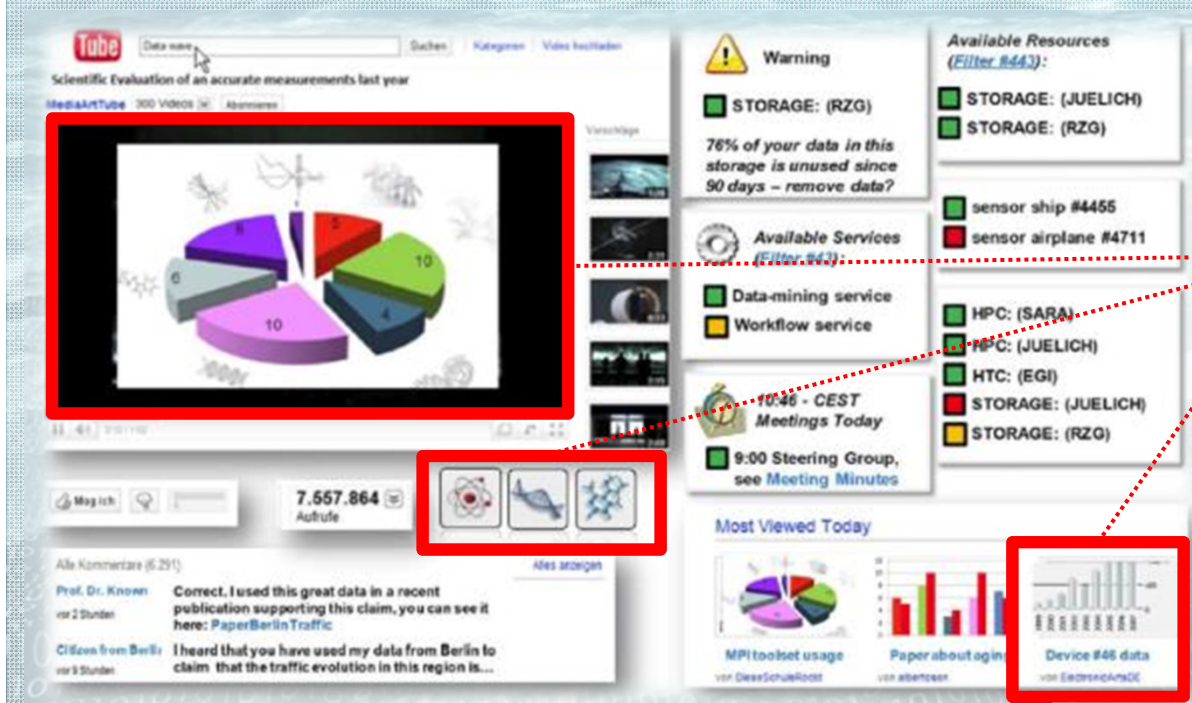 Tube Data wave Suchen Kategorien Video hochladen
Scientific Evaluation of an accurate measurements last year
MediaArtTube 300 Videos Abonnieren
Vorschläge
8
5
10
6
4
10
Mag ich
7.557.864
Aufrufe
Alle Kommentare (6.291)
Alles anzeigen
Prof. Dr. Known
vor 2 Stunden
Correct. I used this great data in a recent
publication supporting this claim, you can see it
here: PaperBerlinTraffic
Citizen from Berlin
vor 9 Stunden
I heard that you have used my data from Berlin to
claim that the traffic evolution in this region is...
Warning
STORAGE: (RZG)
76% of your data in this
storage is unused since
90 days – remove data?
Available Services
(Filter #43):
Data-mining service
Workflow service
10:46 - CEST
Meetings Today
9:00 Steering Group,
see Meeting Minutes
Available Resources
(Filter #443):
STORAGE: (JUELICH)
STORAGE: (RZG)
sensor ship #4455
sensor airplane #4711
HPC: (SARA)
HPC: (JUELICH)
HTC: (EGI)
STORAGE: (JUELICH)
STORAGE: (RZG)
Most Viewed Today
MPI toolset usage
von DieseSchuleRockt
Paper about aging
von albertosen
Device #46 data
von ElectronicArtsDE